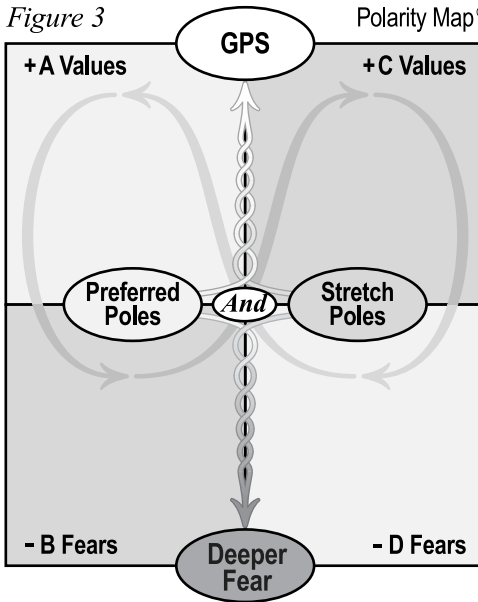 Figure 3
Polarity Map®
GPS
+A Values
+C Values
Preferred
Poles
And
Stretch
Poles
- B Fears
- D Fears
Deeper
Fear